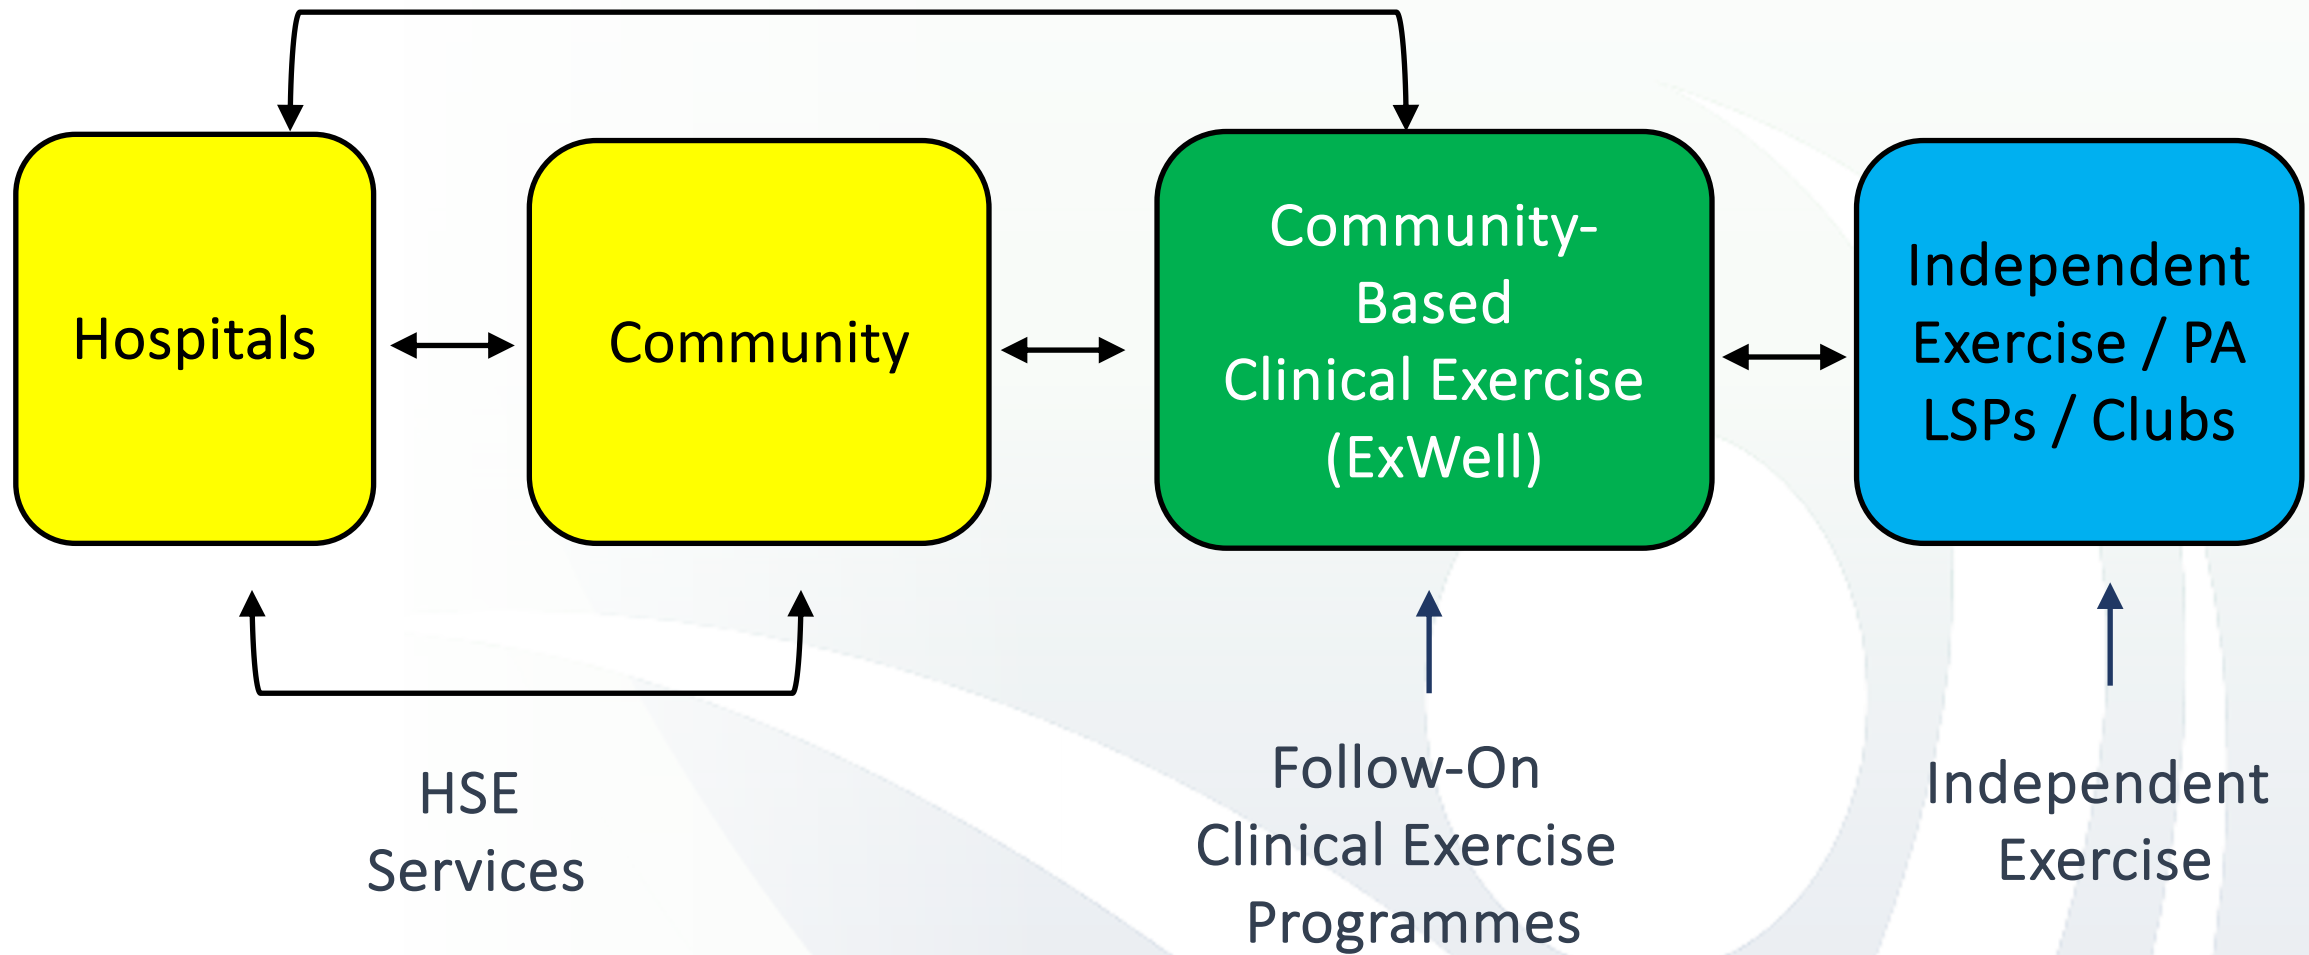 Hospitals
Community
Community-
Based
Clinical Exercise
(ExWell)
Independent
Exercise / PA
LSPs / Clubs
HSE
Services
Follow-On
Clinical Exercise
Programmes
Independent
Exercise